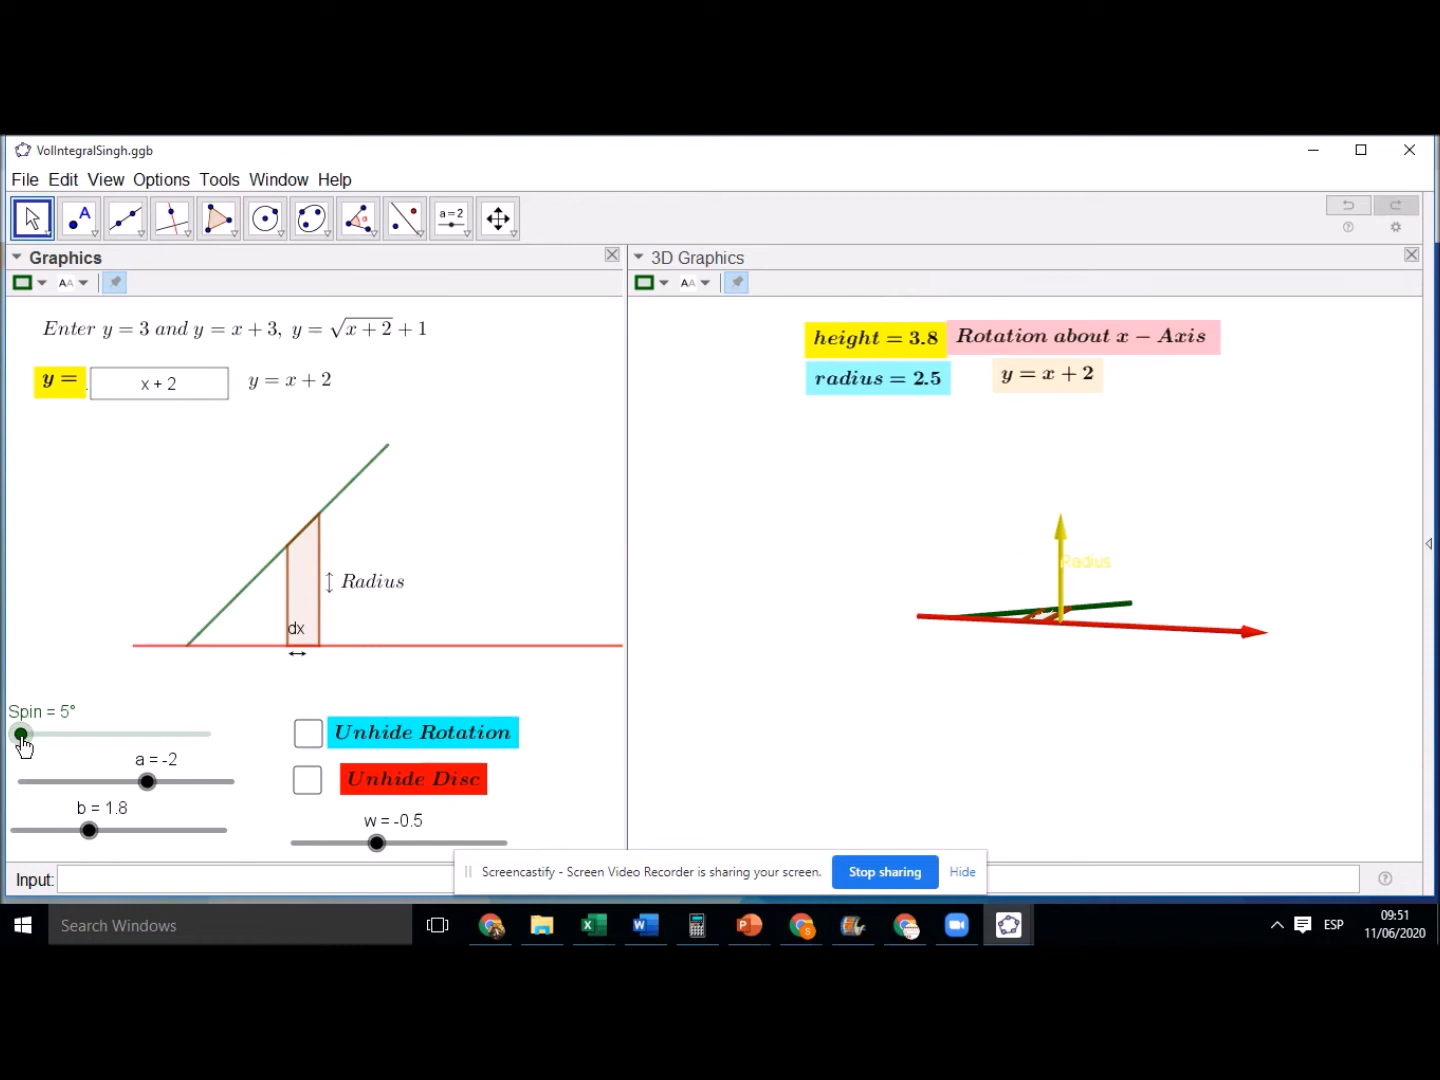 VolIntegralSingh.ggb
File Edit View Options Tools Window Help
A
α
a=2
Graphics
3D Graphics
AA
AA
Enter y = 3 and y = x + 3, y = √(x + 2) + 1
y = x + 2 y = x + 2
height = 3.8 Rotation about x − Axis
radius = 2.5 y = x + 2
Radius
dx
Radius
Spin = 5°
Unhide Rotation
a = -2
Unhide Disc
b = 1.8
w = -0.5
Input:
Screencastify - Screen Video Recorder is sharing your screen. Stop sharing Hide
Search Windows
ESP
09:51
11/06/2020